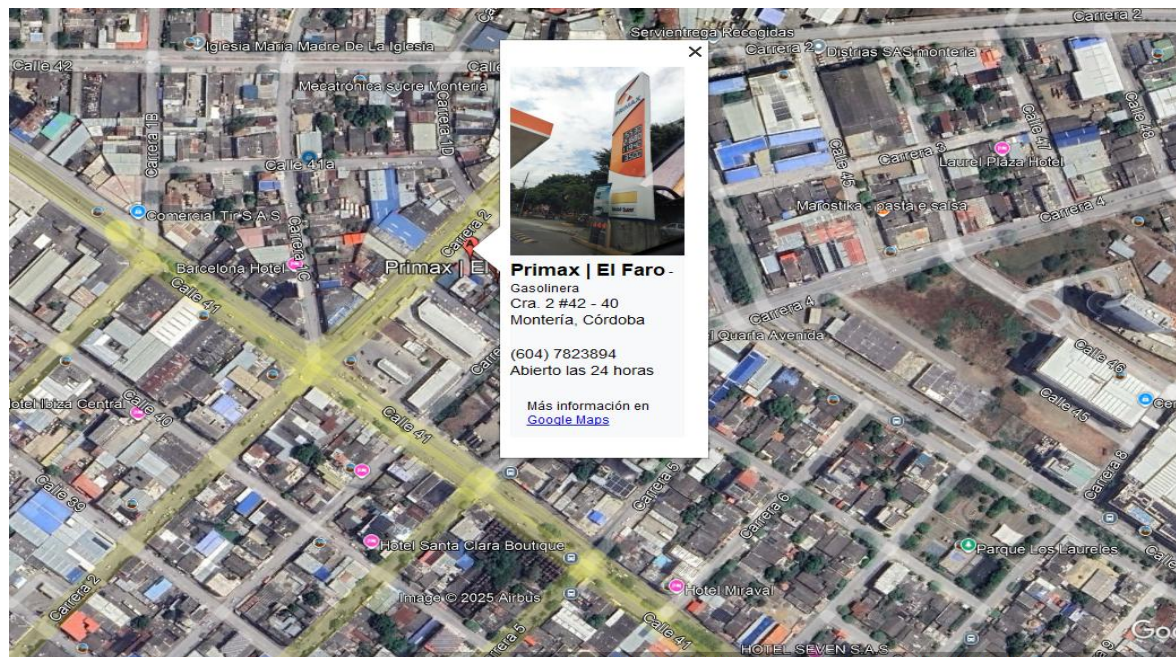 Carrera 2
Servientrega Recogidas
Iglesia Maria Madre De La Iglesia
Carrera 2
Distrias SAS monteria
Calle 42
Calle
Mecatronica sucre Monteria
Carrera 1B
Carrera 1D
Calle 41
Carrera 48
PRIMAX
Calle 41a
Carrera 3
Laurel Plaza Hotel
Calle 45
Comercial Tir S.A.S
Carrera 2
Marostika - pasta e salsa
Carrera 4
Carrera 1C
Barcelona Hotel
Primax | El
Primax | El Faro -
Gasolinera
Cra. 2 #42 - 40
Montería, Córdoba
(604) 7823894
Abierto las 24 horas
Más información en
Google Maps
Calle 41
Carrera 4
Quarta Avenida
Calle 46
Calle 45
otel Ibiza Central
Calle 40
Calle 41
Cen
Carrera 5
Carrera 8
Calle 39
Carrera 6
Hotel Santa Clara Boutique
Parque Los Laureles
Image © 2025 Airbus
Hotel Miraval
Carrera 2
Carrera 5
Calle 41
HOTEL SEVEN S.A.S
Goo